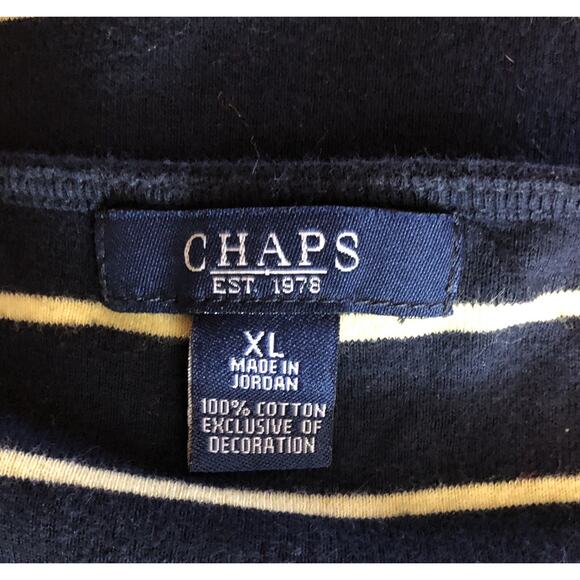 CHAPS
EST. 1978
XL
MADE IN
JORDAN
100% COTTON
EXCLUSIVE OF
DECORATION